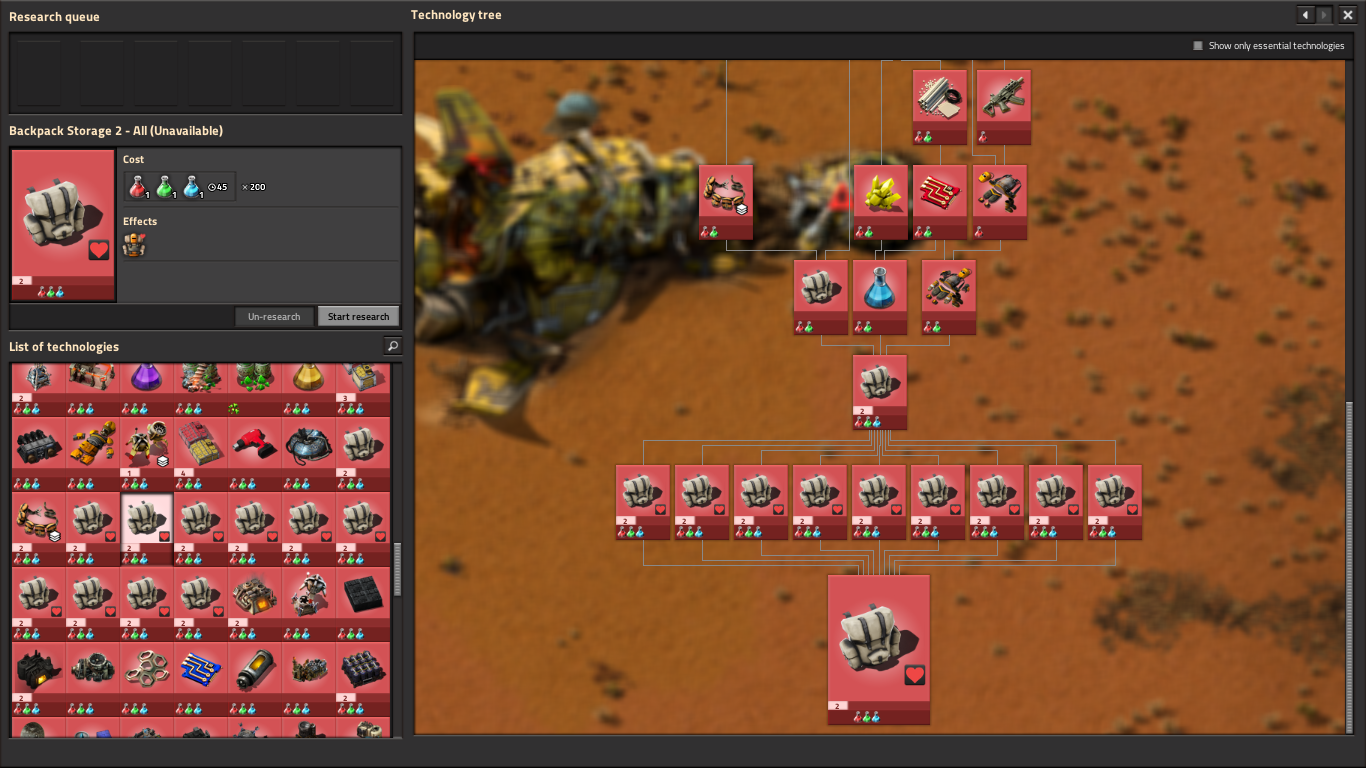 Research queue
Technology tree
Show only essential technologies
Backpack Storage 2 - All (Unavailable)
Cost
1 1 1 45 × 200
Effects
2
Un-research
Start research
List of technologies
2 3
1 4 2
2 2 2 2 2 2 2
2 2 2 2 2
2 2
2
2 2 2 2 2 2 2 2 2
2